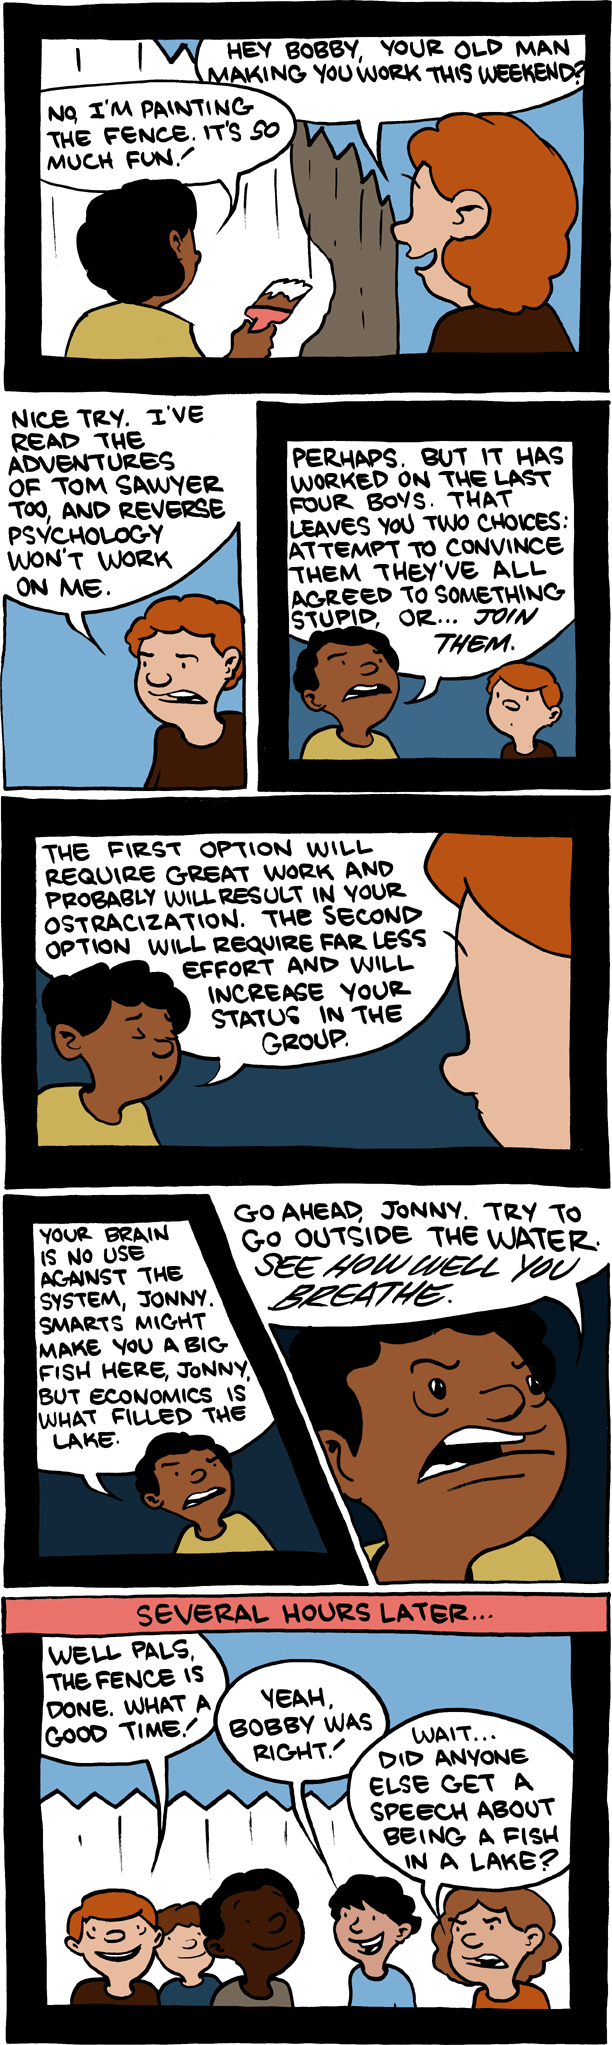 HEY BOBBY, YOUR OLD MAN
MAKING YOU WORK THIS WEEKEND?
NO, I'M PAINTING
THE FENCE. IT'S SO
MUCH FUN!
NICE TRY. I'VE
READ THE
ADVENTURES
OF TOM SAWYER
TOO, AND REVERSE
PSYCHOLOGY
WON'T WORK
ON ME.
PERHAPS. BUT IT HAS
WORKED ON THE LAST
FOUR BOYS. THAT
LEAVES YOU TWO CHOICES:
ATTEMPT TO CONVINCE
THEM THEY'VE ALL
AGREED TO SOMETHING
STUPID, OR... JOIN
THEM.
THE FIRST OPTION WILL
REQUIRE GREAT WORK AND
PROBABLY WILL RESULT IN YOUR
OSTRACIZATION. THE SECOND
OPTION WILL REQUIRE FAR LESS
EFFORT AND WILL
INCREASE YOUR
STATUS IN THE
GROUP.
YOUR BRAIN
IS NO USE
AGAINST THE
SYSTEM, JONNY.
SMARTS MIGHT
MAKE YOU A BIG
FISH HERE, JONNY,
BUT ECONOMICS IS
WHAT FILLED THE
LAKE.
GO AHEAD, JONNY. TRY TO
GO OUTSIDE THE WATER.
SEE HOW WELL YOU
BREATHE.
SEVERAL HOURS LATER...
WELL PALS,
THE FENCE IS
DONE. WHAT A
GOOD TIME!
YEAH,
BOBBY WAS
RIGHT!
WAIT...
DID ANYONE
ELSE GET A
SPEECH ABOUT
BEING A FISH
IN A LAKE?